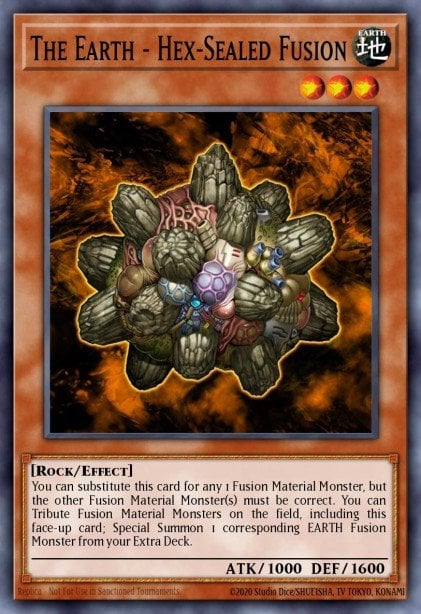 The Earth - Hex-Sealed Fusion
EARTH
地
[Rock/Effect]
You can substitute this card for any 1 Fusion Material Monster, but
the other Fusion Material Monster(s) must be correct. You can
Tribute Fusion Material Monsters on the field, including this
face-up card; Special Summon 1 corresponding EARTH Fusion
Monster from your Extra Deck.
ATK/1000 DEF/1600
Replica - Not For Use in Sanctioned Tournaments
©2020 Studio Dice/SHUEISHA, TV TOKYO, KONAMI